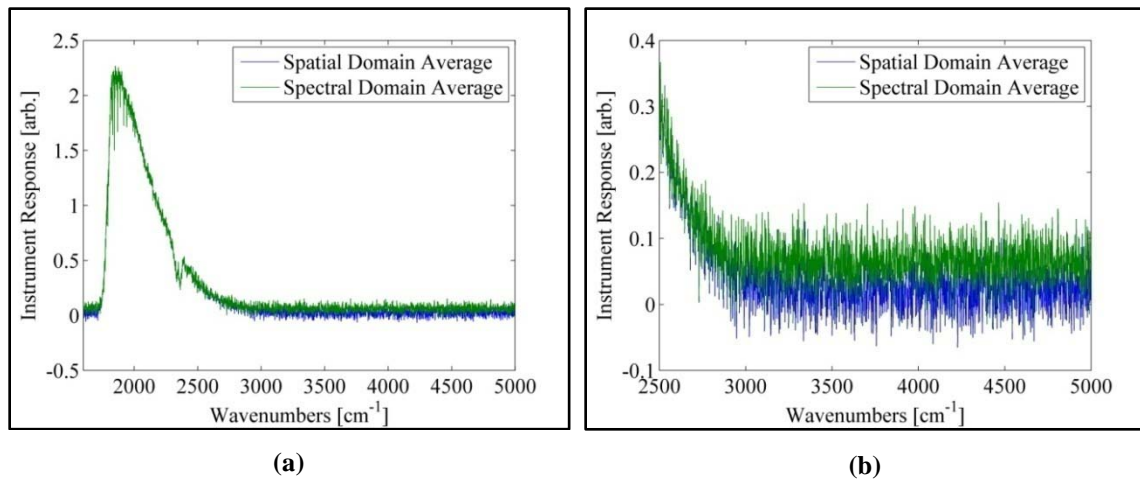 2.5
2
1.5
1
0.5
0
-0.5
Instrument Response [arb.]
Spatial Domain Average
Spectral Domain Average
2000 2500 3000 3500 4000 4500 5000
Wavenumbers [cm⁻¹]
(a)
0.4
0.3
0.2
0.1
0
-0.1
Instrument Response [arb.]
Spatial Domain Average
Spectral Domain Average
2500 3000 3500 4000 4500 5000
Wavenumbers [cm⁻¹]
(b)